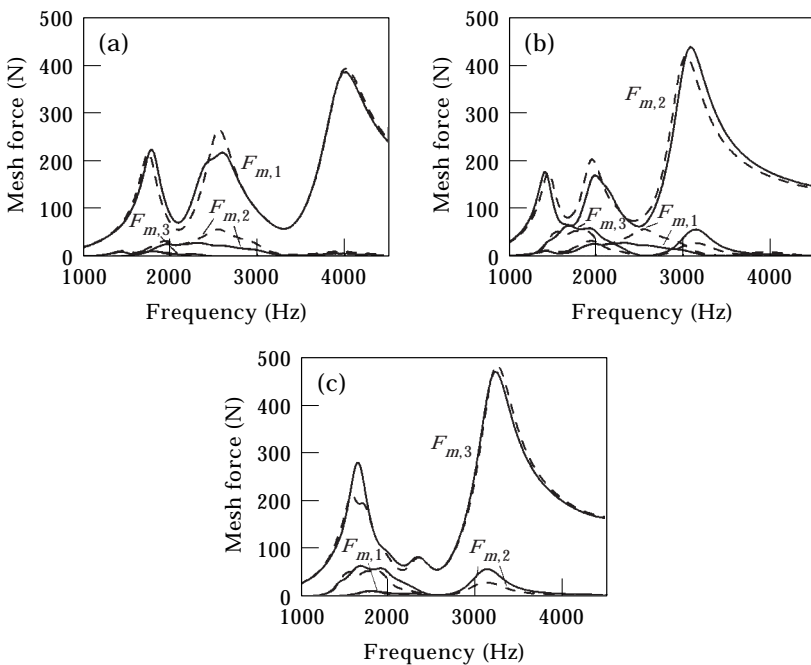 500
400
300
200
100
0
Mesh force (N)
(a)
F_{m,1}
F_{m,3}
F_{m,2}
1000 2000 3000 4000
Frequency (Hz)
500
400
300
200
100
0
Mesh force (N)
(b)
F_{m,2}
F_{m,3}
F_{m,1}
1000 2000 3000 4000
Frequency (Hz)
500
400
300
200
100
0
Mesh force (N)
(c)
F_{m,3}
F_{m,1}
F_{m,2}
1000 2000 3000 4000
Frequency (Hz)